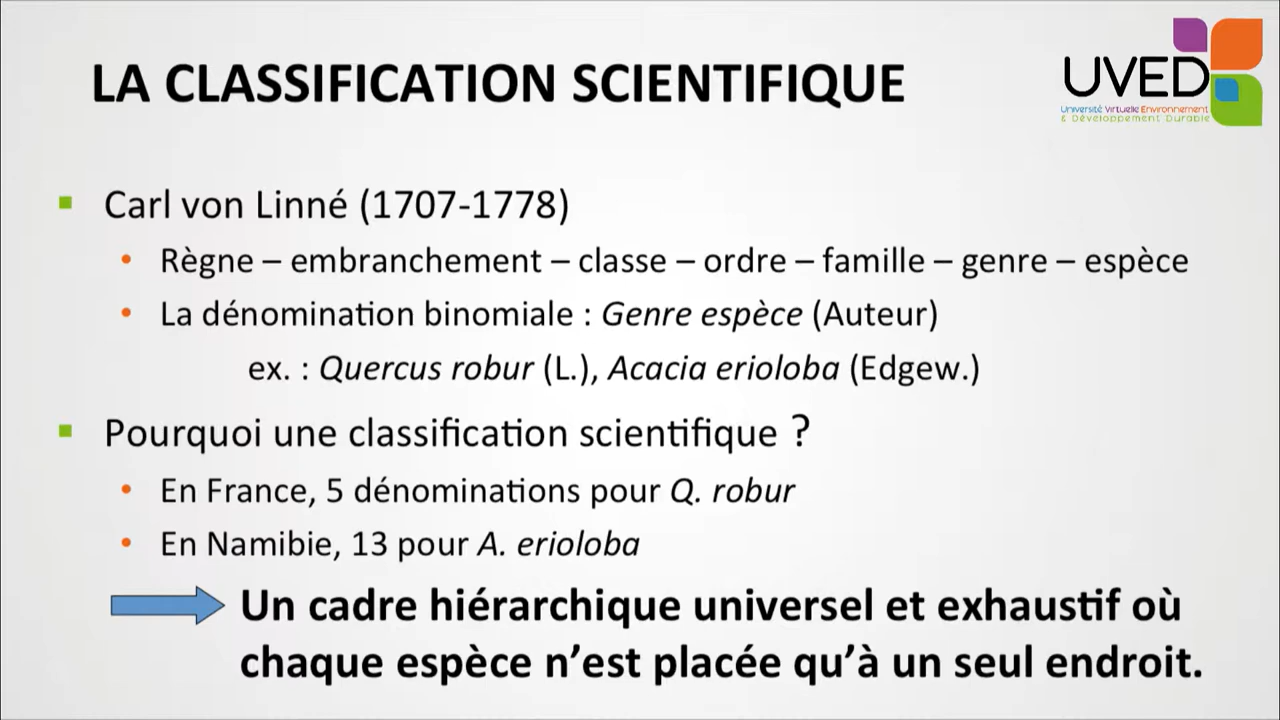 LA CLASSIFICATION SCIENTIFIQUE
UVED
Université Virtuelle Environnement
& Développement Durable
Carl von Linné (1707-1778)
Règne – embranchement – classe – ordre – famille – genre – espèce
La dénomination binomiale : Genre espèce (Auteur)
ex. : Quercus robur (L.), Acacia erioloba (Edgew.)
Pourquoi une classification scientifique ?
En France, 5 dénominations pour Q. robur
En Namibie, 13 pour A. erioloba
Un cadre hiérarchique universel et exhaustif où
chaque espèce n’est placée qu’à un seul endroit.